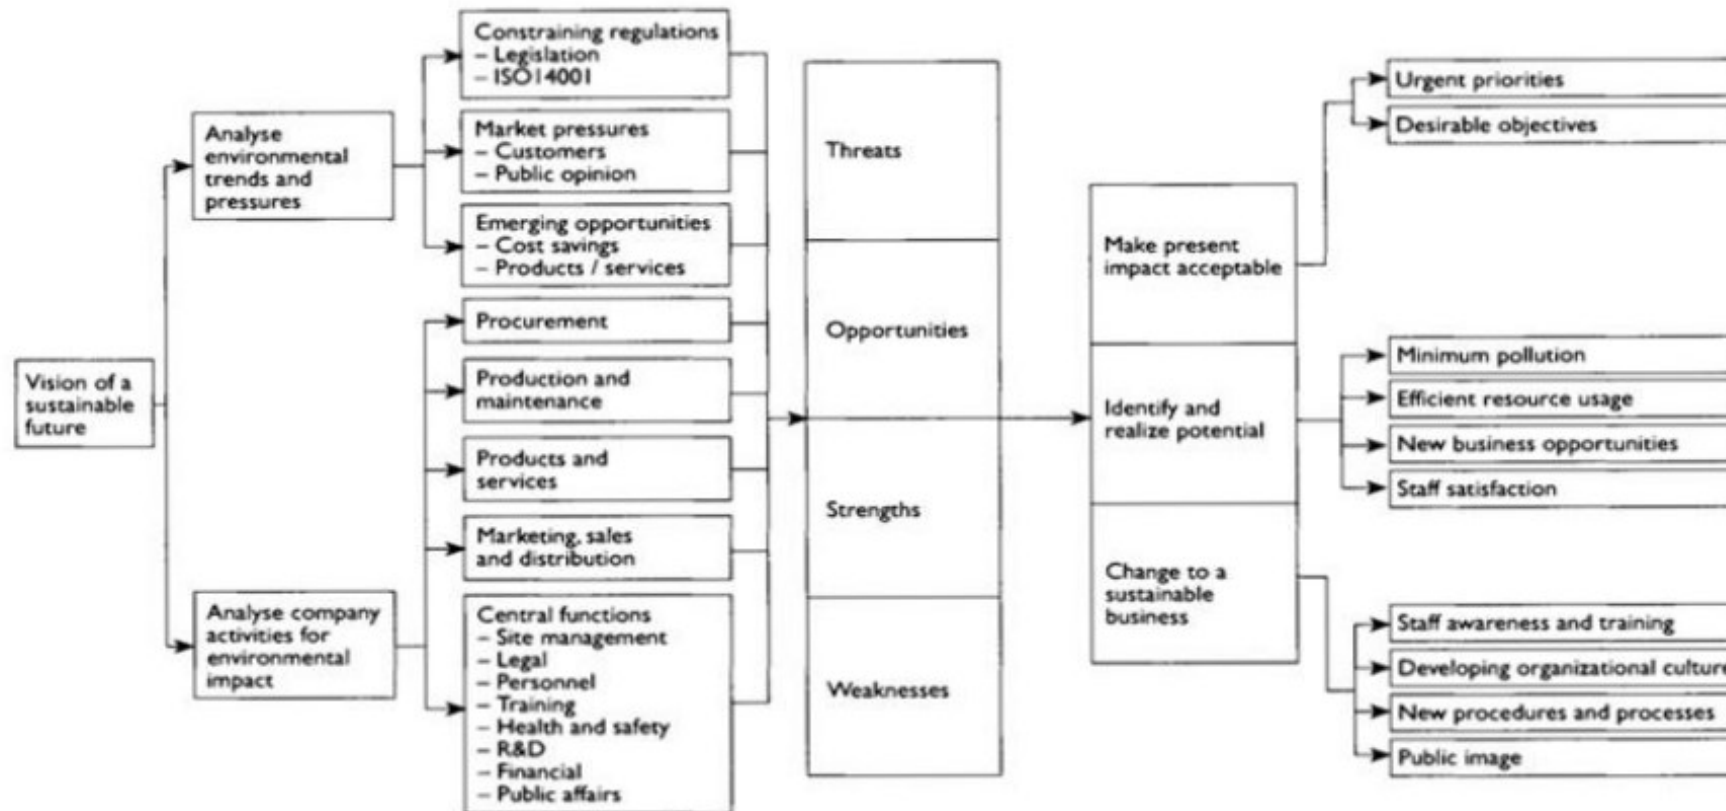 Vision of a
sustainable
future
Analyse
environmental
trends and
pressures
Analyse company
activities for
environmental
impact
Constraining regulations
– Legislation
– ISO14001
Market pressures
– Customers
– Public opinion
Emerging opportunities
– Cost savings
– Products / services
Procurement
Production and
maintenance
Products and
services
Marketing, sales
and distribution
Central functions
– Site management
– Legal
– Personnel
– Training
– Health and safety
– R&D
– Financial
– Public affairs
Threats
Opportunities
Strengths
Weaknesses
Make present
impact acceptable
Identify and
realize potential
Change to a
sustainable
business
Urgent priorities
Desirable objectives
Minimum pollution
Efficient resource usage
New business opportunities
Staff satisfaction
Staff awareness and training
Developing organizational culture
New procedures and processes
Public image